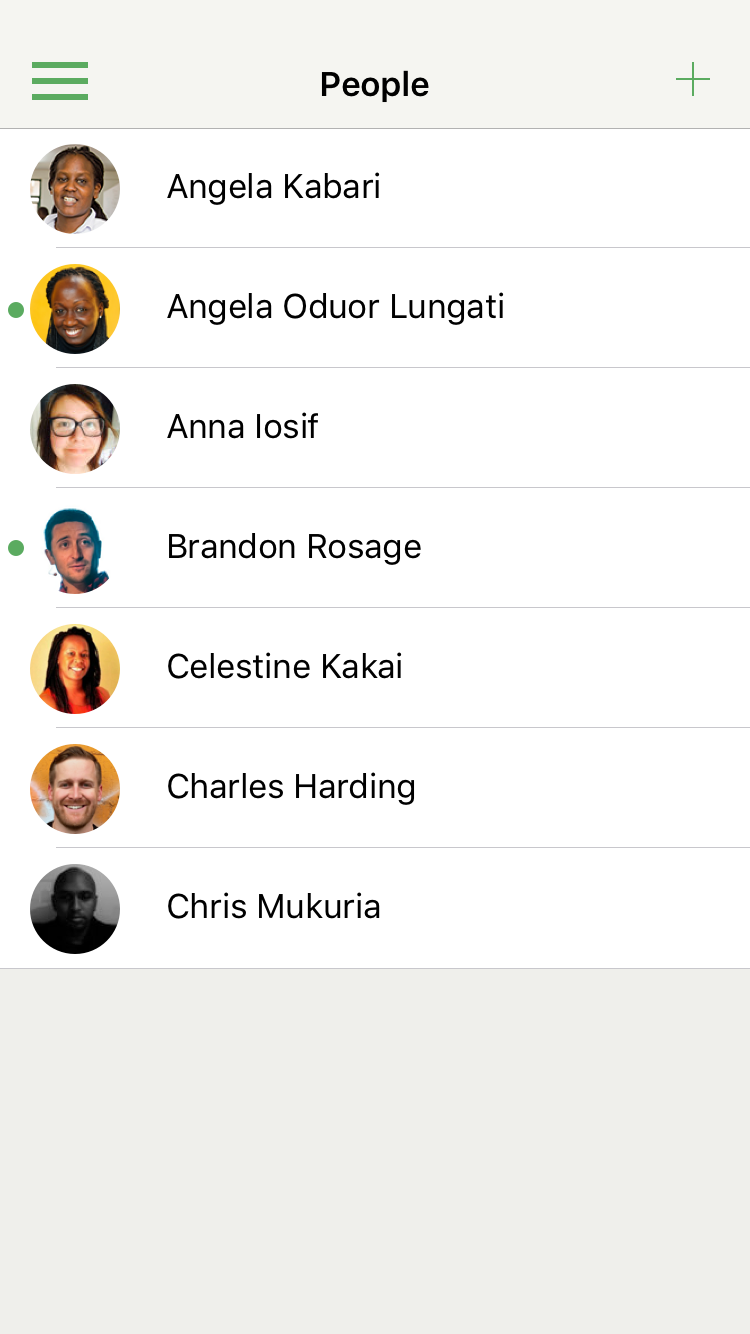 People
Angela Kabari
Angela Oduor Lungati
Anna Iosif
Brandon Rosage
Celestine Kakai
Charles Harding
Chris Mukuria